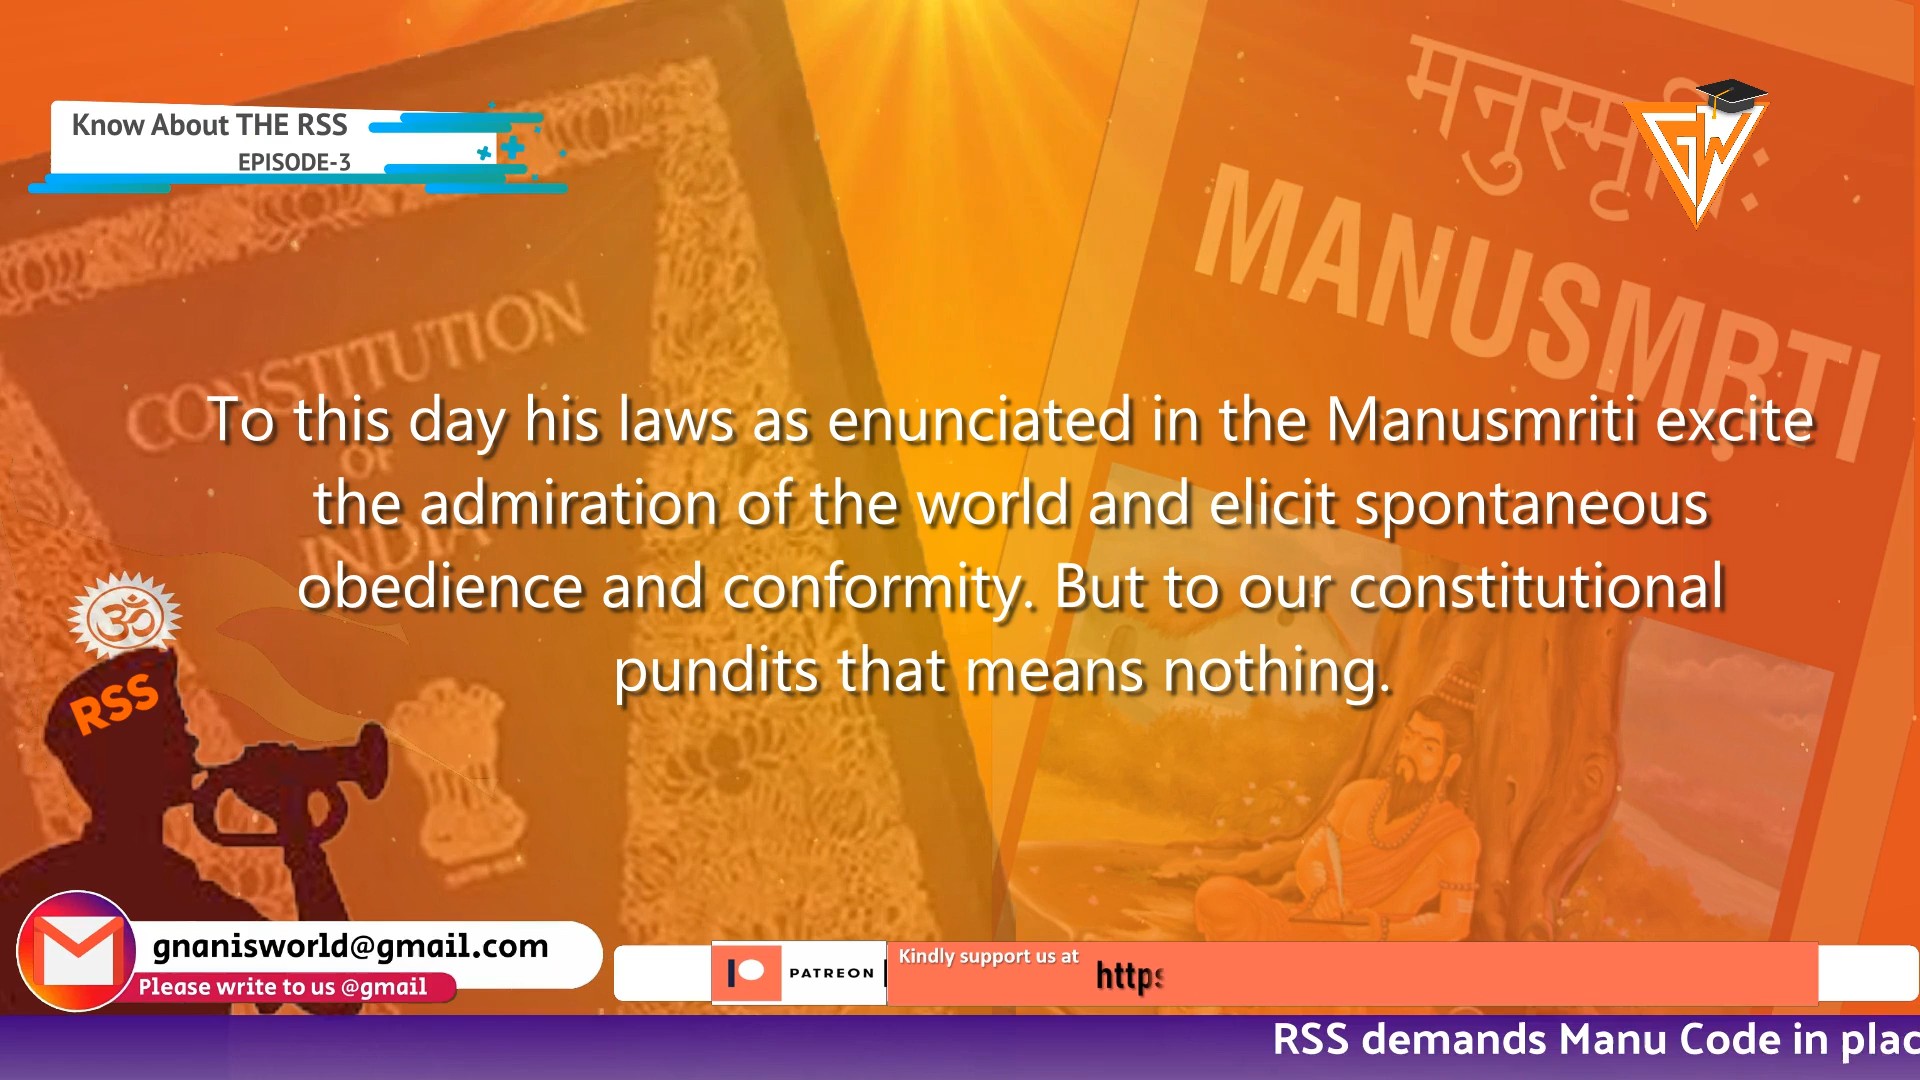 Know About THE RSS
EPISODE-3
मनुस्मृतिः
MANUSMṚTI
GW
CONSTITUTION
OF
INDIA
To this day his laws as enunciated in the Manusmriti excite
the admiration of the world and elicit spontaneous
obedience and conformity. But to our constitutional
pundits that means nothing.
ॐ
RSS
gnanisworld@gmail.com
Please write to us @gmail
PATREON
Kindly support us at
https
RSS demands Manu Code in plac